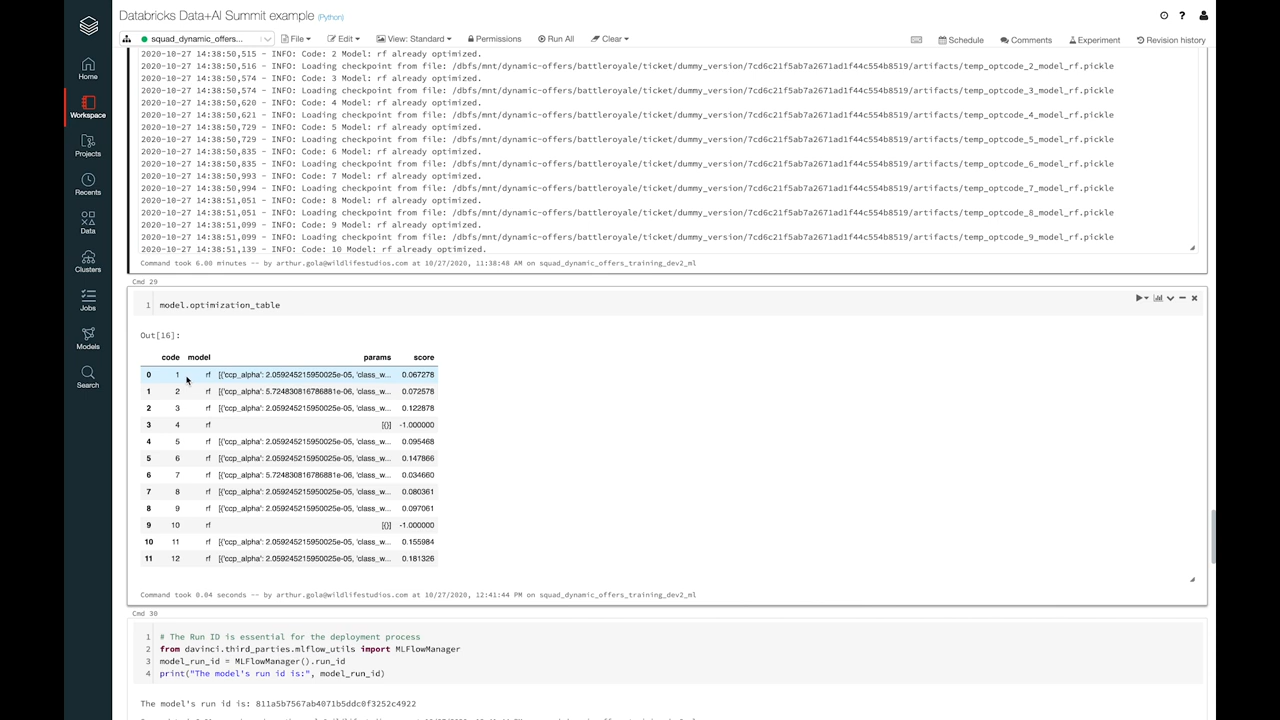 Databricks Data+AI Summit example (Python)
squad_dynamic_offers... File Edit View: Standard Permissions Run All Clear Schedule Comments Experiment Revision history
Home
Workspace
Projects
Recents
Data
Clusters
Jobs
Models
Search
2020-10-27 14:38:50,515 - INFO: Code: 2 Model: rf already optimized.
2020-10-27 14:38:50,516 - INFO: Loading checkpoint from file: /dbfs/mnt/dynamic-offers/battleroyale/ticket/dummy_version/7cd6c21f5ab7a2671ad1f44c554b8519/artifacts/temp_optcode_2_model_rf.pickle
2020-10-27 14:38:50,574 - INFO: Code: 3 Model: rf already optimized.
2020-10-27 14:38:50,574 - INFO: Loading checkpoint from file: /dbfs/mnt/dynamic-offers/battleroyale/ticket/dummy_version/7cd6c21f5ab7a2671ad1f44c554b8519/artifacts/temp_optcode_3_model_rf.pickle
2020-10-27 14:38:50,620 - INFO: Code: 4 Model: rf already optimized.
2020-10-27 14:38:50,621 - INFO: Loading checkpoint from file: /dbfs/mnt/dynamic-offers/battleroyale/ticket/dummy_version/7cd6c21f5ab7a2671ad1f44c554b8519/artifacts/temp_optcode_4_model_rf.pickle
2020-10-27 14:38:50,729 - INFO: Code: 5 Model: rf already optimized.
2020-10-27 14:38:50,729 - INFO: Loading checkpoint from file: /dbfs/mnt/dynamic-offers/battleroyale/ticket/dummy_version/7cd6c21f5ab7a2671ad1f44c554b8519/artifacts/temp_optcode_5_model_rf.pickle
2020-10-27 14:38:50,835 - INFO: Code: 6 Model: rf already optimized.
2020-10-27 14:38:50,835 - INFO: Loading checkpoint from file: /dbfs/mnt/dynamic-offers/battleroyale/ticket/dummy_version/7cd6c21f5ab7a2671ad1f44c554b8519/artifacts/temp_optcode_6_model_rf.pickle
2020-10-27 14:38:50,993 - INFO: Code: 7 Model: rf already optimized.
2020-10-27 14:38:50,994 - INFO: Loading checkpoint from file: /dbfs/mnt/dynamic-offers/battleroyale/ticket/dummy_version/7cd6c21f5ab7a2671ad1f44c554b8519/artifacts/temp_optcode_7_model_rf.pickle
2020-10-27 14:38:51,051 - INFO: Code: 8 Model: rf already optimized.
2020-10-27 14:38:51,051 - INFO: Loading checkpoint from file: /dbfs/mnt/dynamic-offers/battleroyale/ticket/dummy_version/7cd6c21f5ab7a2671ad1f44c554b8519/artifacts/temp_optcode_8_model_rf.pickle
2020-10-27 14:38:51,099 - INFO: Code: 9 Model: rf already optimized.
2020-10-27 14:38:51,099 - INFO: Loading checkpoint from file: /dbfs/mnt/dynamic-offers/battleroyale/ticket/dummy_version/7cd6c21f5ab7a2671ad1f44c554b8519/artifacts/temp_optcode_9_model_rf.pickle
2020-10-27 14:38:51,139 - INFO: Code: 10 Model: rf already optimized.
Command took 6.00 minutes -- by arthur.gola@wildlifestudios.com at 10/27/2020, 11:38:48 AM on squad_dynamic_offers_training_dev2_ml
Cmd 29
1 model.optimization_table
Out[16]:
code model params score
0 1 rf [{'ccp_alpha': 2.059245215950025e-05, 'class_w... 0.067278
1 2 rf [{'ccp_alpha': 5.724830816786881e-06, 'class_w... 0.072578
2 3 rf [{'ccp_alpha': 2.059245215950025e-05, 'class_w... 0.122878
3 4 rf [{}] -1.000000
4 5 rf [{'ccp_alpha': 2.059245215950025e-05, 'class_w... 0.095468
5 6 rf [{'ccp_alpha': 2.059245215950025e-05, 'class_w... 0.147866
6 7 rf [{'ccp_alpha': 5.724830816786881e-06, 'class_w... 0.034660
7 8 rf [{'ccp_alpha': 2.059245215950025e-05, 'class_w... 0.080361
8 9 rf [{'ccp_alpha': 2.059245215950025e-05, 'class_w... 0.097061
9 10 rf [{}] -1.000000
10 11 rf [{'ccp_alpha': 2.059245215950025e-05, 'class_w... 0.155984
11 12 rf [{'ccp_alpha': 2.059245215950025e-05, 'class_w... 0.181326
Command took 0.04 seconds -- by arthur.gola@wildlifestudios.com at 10/27/2020, 12:41:44 PM on squad_dynamic_offers_training_dev2_ml
Cmd 30
1 # The Run ID is essential for the deployment process
2 from davinci.third_parties.mlflow_utils import MLFlowManager
3 model_run_id = MLFlowManager().run_id
4 print("The model's run id is:", model_run_id)
The model's run id is: 811a5b7567ab4071b5ddc0f3252c4922